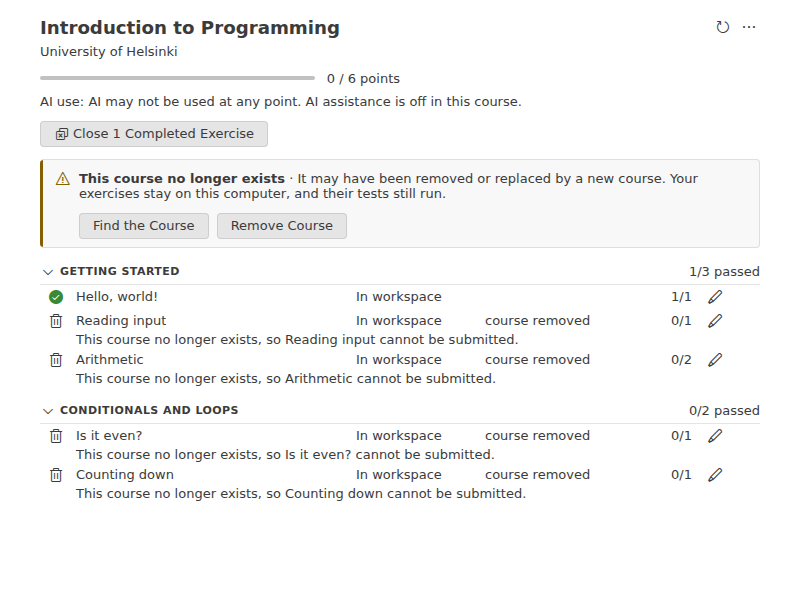 Introduction to Programming
University of Helsinki
0 / 6 points
AI use: AI may not be used at any point. AI assistance is off in this course.
Close 1 Completed Exercise
This course no longer exists · It may have been removed or replaced by a new course. Your
exercises stay on this computer, and their tests still run.
Find the Course Remove Course
GETTING STARTED 1/3 passed
Hello, world! In workspace 1/1
Reading input In workspace course removed 0/1
This course no longer exists, so Reading input cannot be submitted.
Arithmetic In workspace course removed 0/2
This course no longer exists, so Arithmetic cannot be submitted.
CONDITIONALS AND LOOPS 0/2 passed
Is it even? In workspace course removed 0/1
This course no longer exists, so Is it even? cannot be submitted.
Counting down In workspace course removed 0/1
This course no longer exists, so Counting down cannot be submitted.